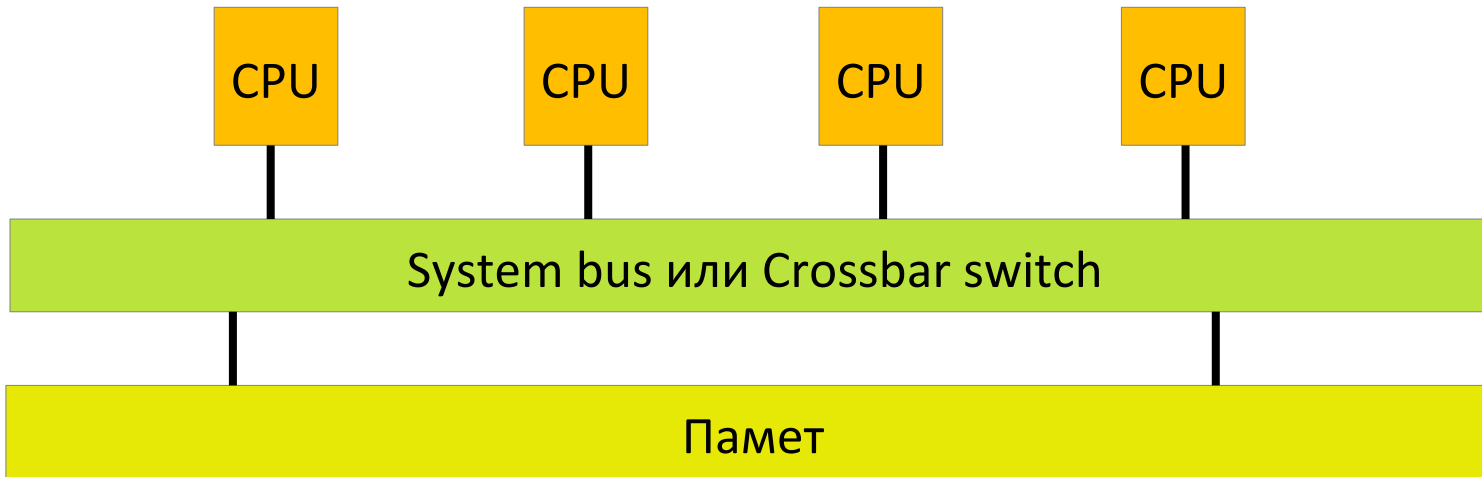 CPU CPU CPU CPU
System bus или Crossbar switch
Памет